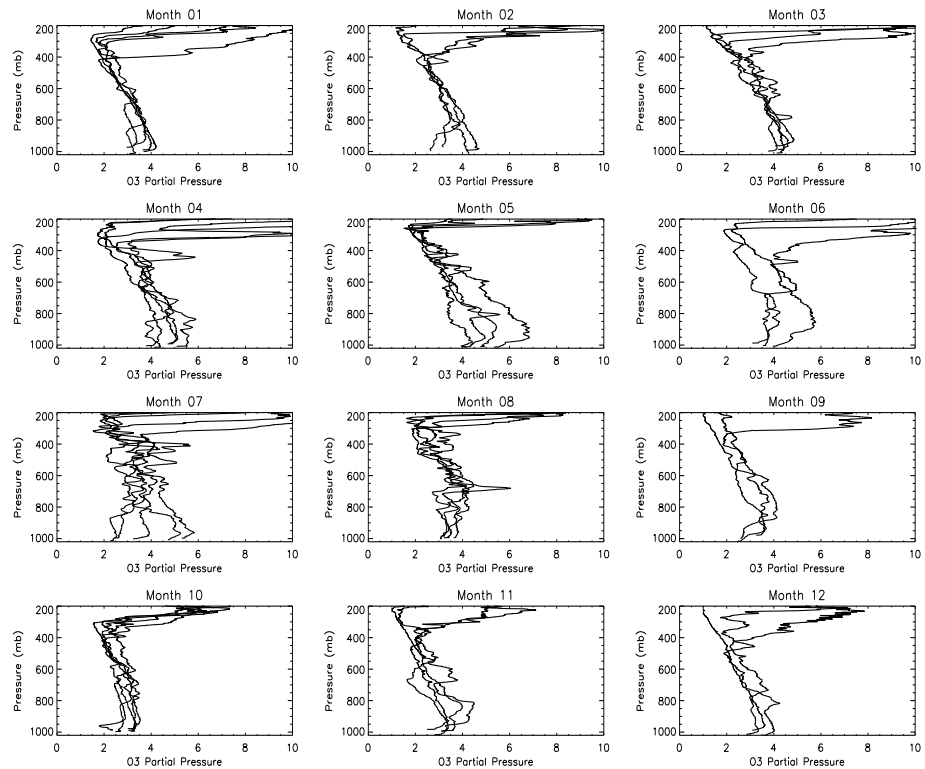 Month 01
Month 02
Month 03
200
400
600
800
1000
Pressure (mb)
0 2 4 6 8 10
O3 Partial Pressure
200
400
600
800
1000
Pressure (mb)
0 2 4 6 8 10
O3 Partial Pressure
200
400
600
800
1000
Pressure (mb)
0 2 4 6 8 10
O3 Partial Pressure
Month 04
Month 05
Month 06
200
400
600
800
1000
Pressure (mb)
0 2 4 6 8 10
O3 Partial Pressure
200
400
600
800
1000
Pressure (mb)
0 2 4 6 8 10
O3 Partial Pressure
200
400
600
800
1000
Pressure (mb)
0 2 4 6 8 10
O3 Partial Pressure
Month 07
Month 08
Month 09
200
400
600
800
1000
Pressure (mb)
0 2 4 6 8 10
O3 Partial Pressure
200
400
600
800
1000
Pressure (mb)
0 2 4 6 8 10
O3 Partial Pressure
200
400
600
800
1000
Pressure (mb)
0 2 4 6 8 10
O3 Partial Pressure
Month 10
Month 11
Month 12
200
400
600
800
1000
Pressure (mb)
0 2 4 6 8 10
O3 Partial Pressure
200
400
600
800
1000
Pressure (mb)
0 2 4 6 8 10
O3 Partial Pressure
200
400
600
800
1000
Pressure (mb)
0 2 4 6 8 10
O3 Partial Pressure